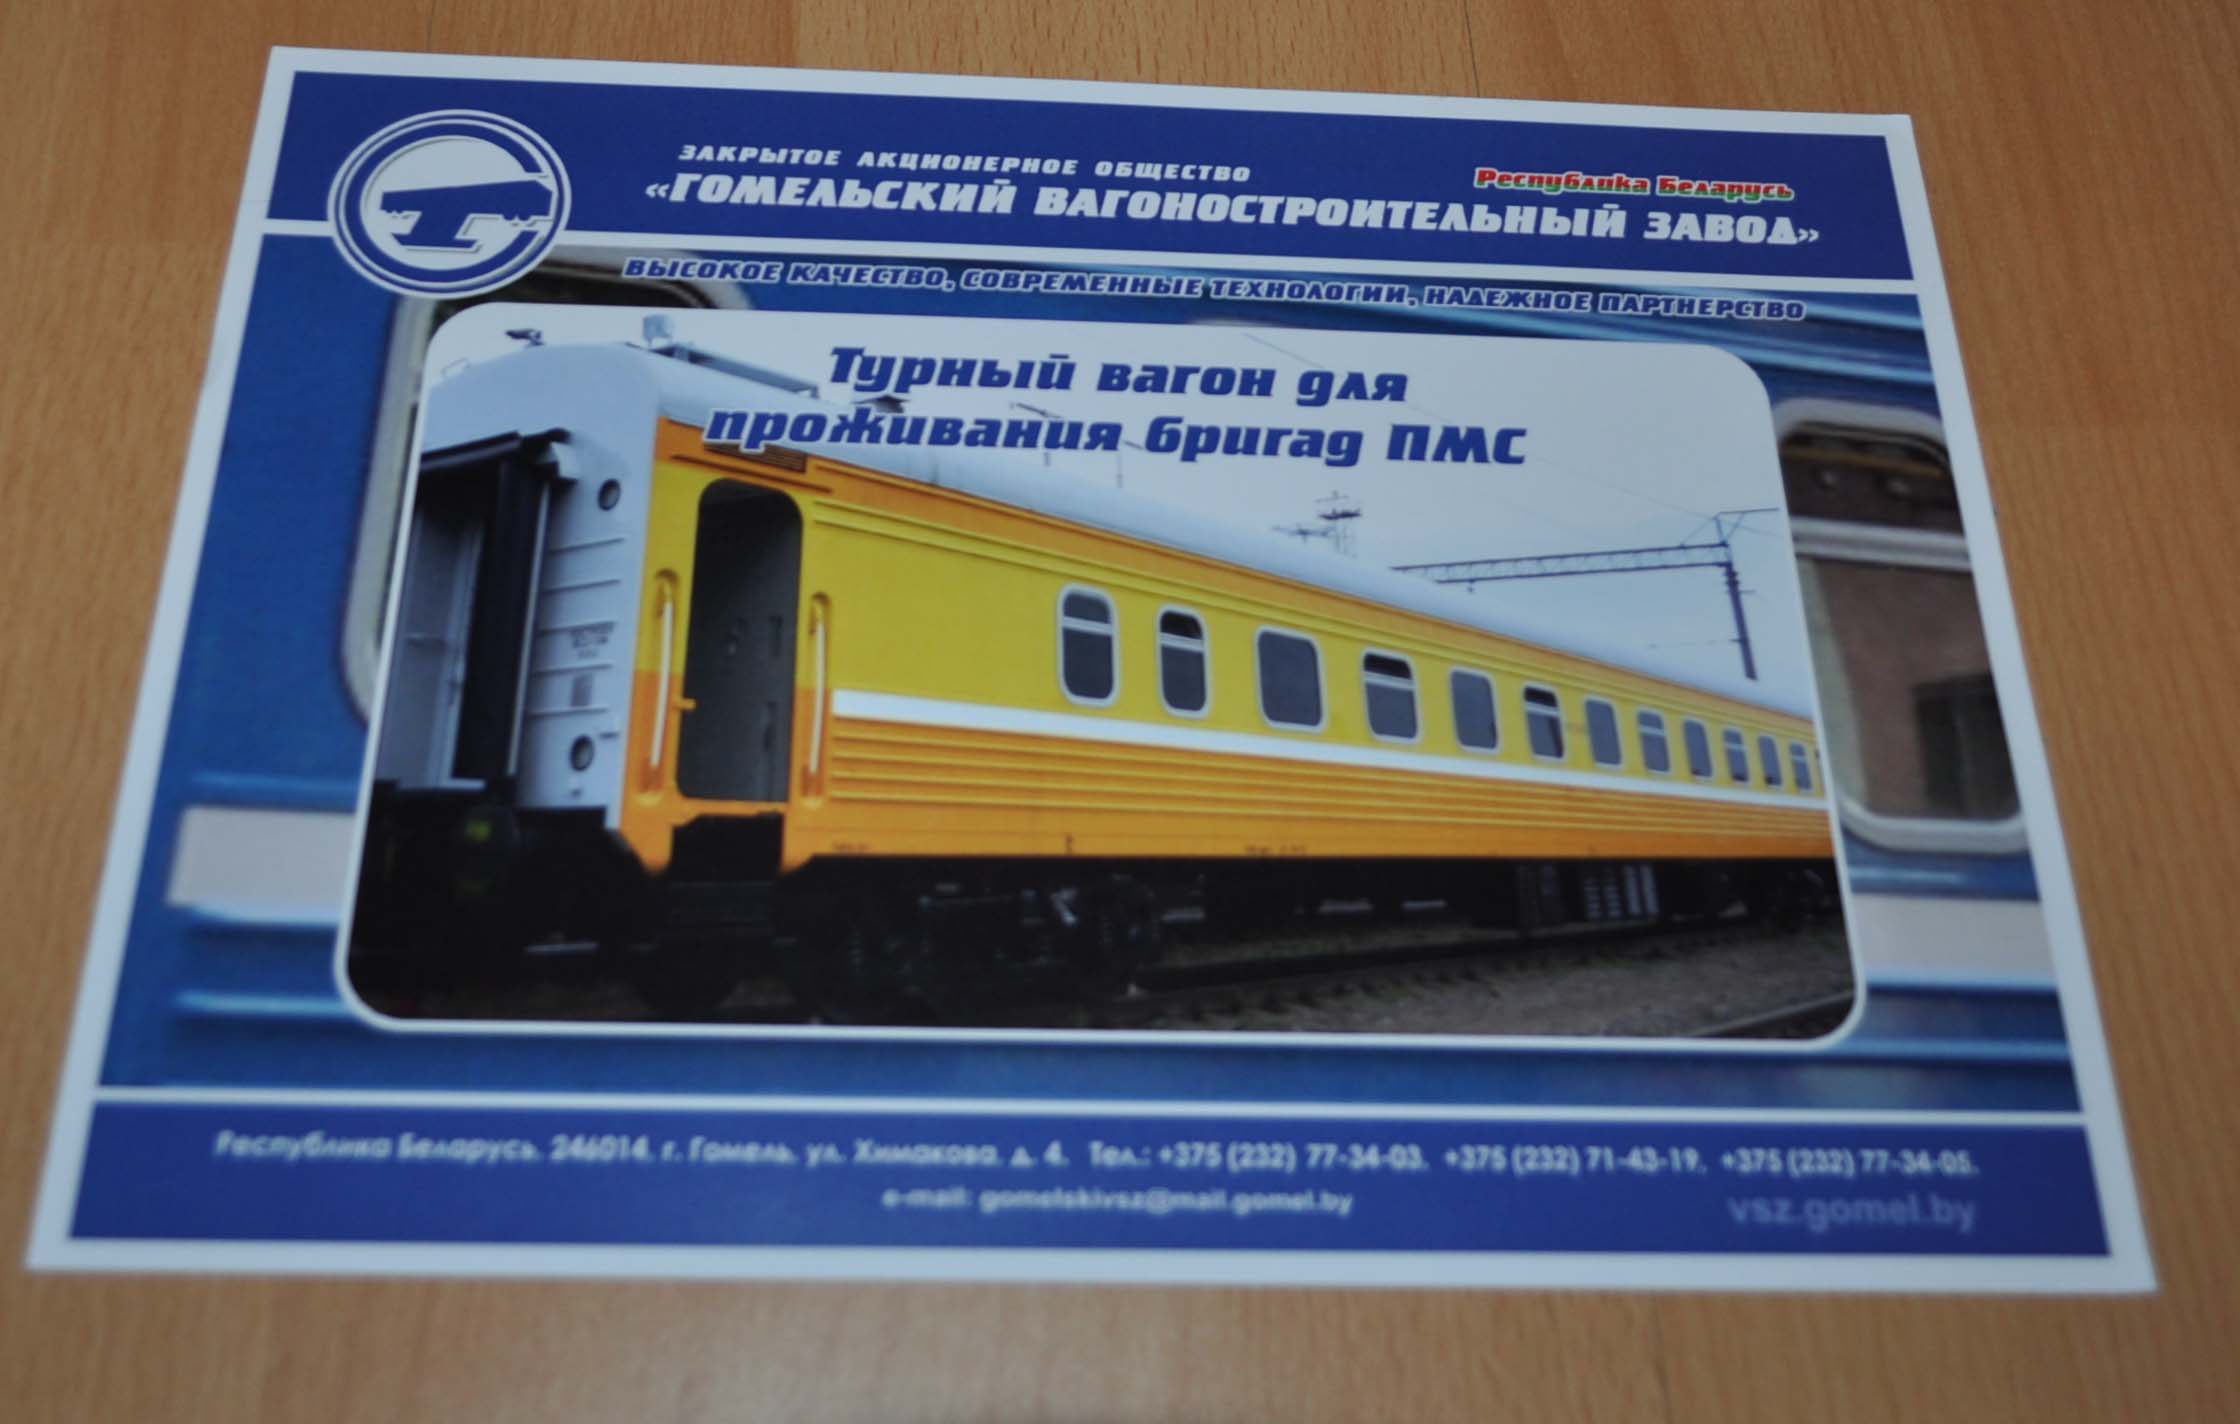 ЗАКРЫТОЕ АКЦИОНЕРНОЕ ОБЩЕСТВО
Республика Беларусь
«ГОМЕЛЬСКИЙ ВАГОНОСТРОИТЕЛЬНЫЙ ЗАВОД»
ВЫСОКОЕ КАЧЕСТВО, СОВРЕМЕННЫЕ ТЕХНОЛОГИИ, НАДЕЖНОЕ ПАРТНЕРСТВО
Турный вагон для
проживания бригад ПМС
Республика Беларусь, 246014, г. Гомель, ул. Химакова, д. 4. Тел.: +375 (232) 77-34-03, +375 (232) 71-43-19, +375 (232) 77-34-05,
e-mail: gomelskivsz@mail.gomel.by
vsz.gomel.by